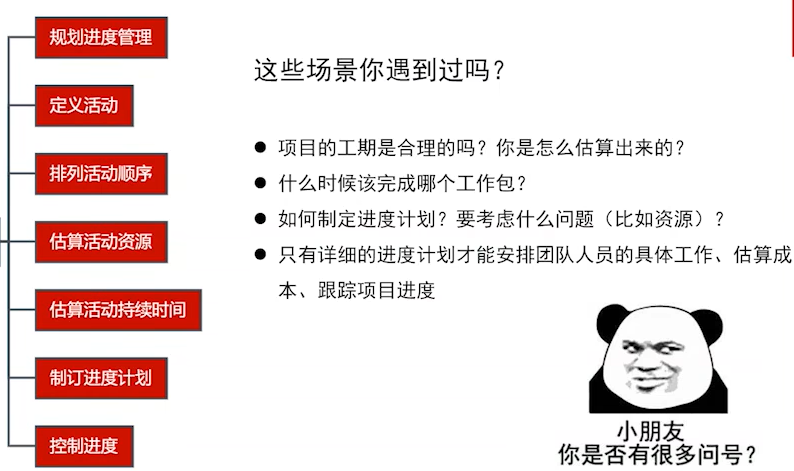 规划进度管理
定义活动
排列活动顺序
估算活动资源
估算活动持续时间
制订进度计划
控制进度
这些场景你遇到过吗？
● 项目的工期是合理的吗？你是怎么估算出来的？
● 什么时候该完成哪个工作包？
● 如何制定进度计划？要考虑什么问题（比如资源）？
● 只有详细的进度计划才能安排团队人员的具体工作、估算成
本、跟踪项目进度
小朋友
你是否有很多问号？